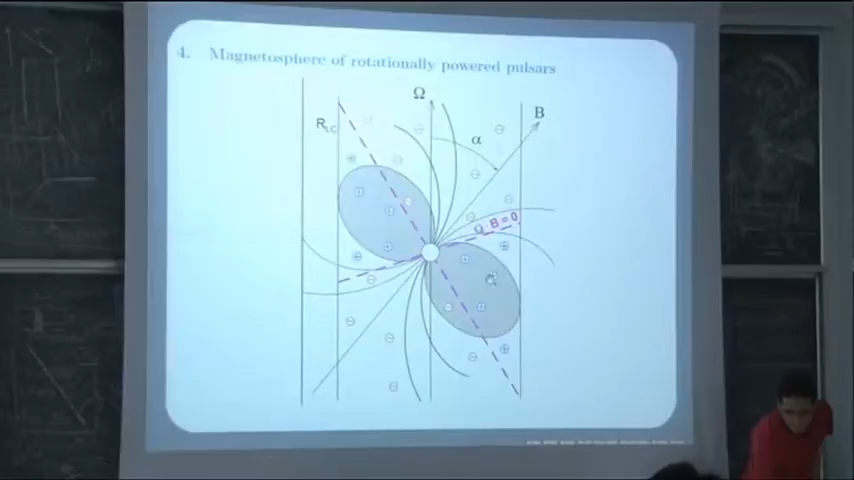 4. Magnetosphere of rotationally powered pulsars
Ω
B
R_LC
α
Ω·B=0